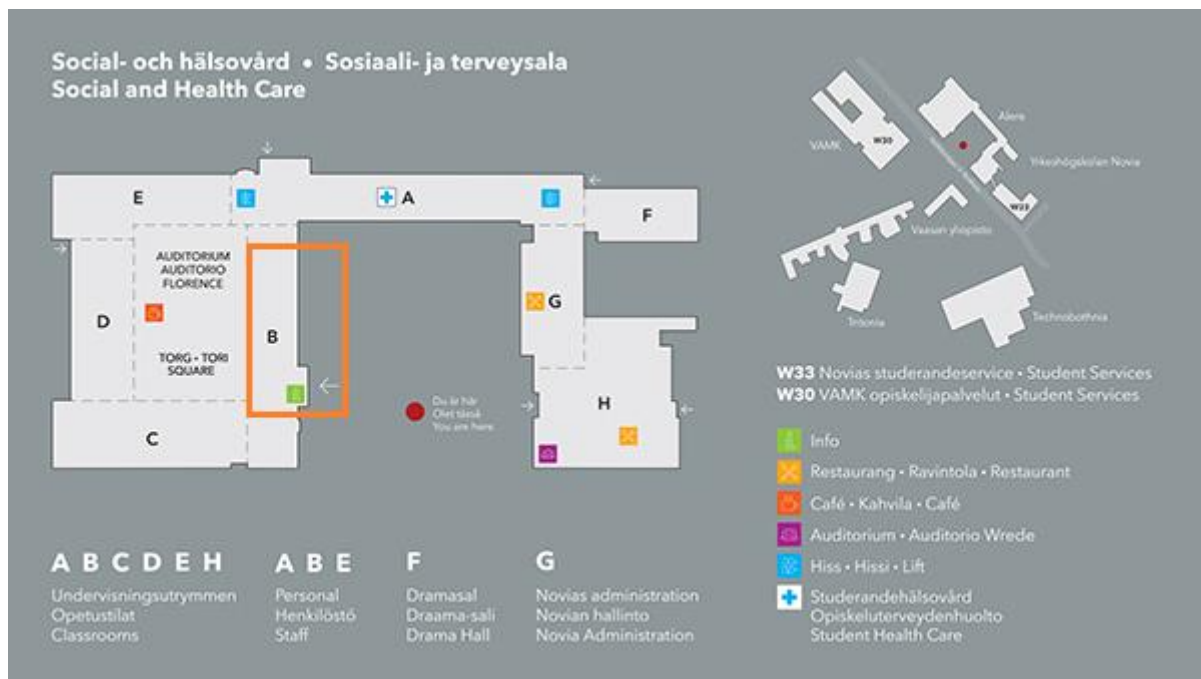 Social- och hälsovård • Sosiaali- ja terveysala
Social and Health Care
E
A
F
AUDITORIUM
AUDITORIO
FLORENCE
D
B
G
TORG • TORI
SQUARE
C
H
Du är här
Olet tässä
You are here
VAMK
W30
Alere
Yrkeshögskolan Novia
W33
Vaasan yliopisto
Tritonia
Technobothnia
W33 Novias studerandeservice • Student Services
W30 VAMK opiskelijapalvelut • Student Services
Info
Restaurang • Ravintola • Restaurant
Café • Kahvila • Café
Auditorium • Auditorio Wrede
Hiss • Hissi • Lift
Studerandehälsovård
Opiskeluterveydenhuolto
Student Health Care
A B C D E H
Undervisningsutrymmen
Opetustilat
Classrooms
A B E
Personal
Henkilöstö
Staff
F
Dramasal
Draama-sali
Drama Hall
G
Novias administration
Novian hallinto
Novia Administration